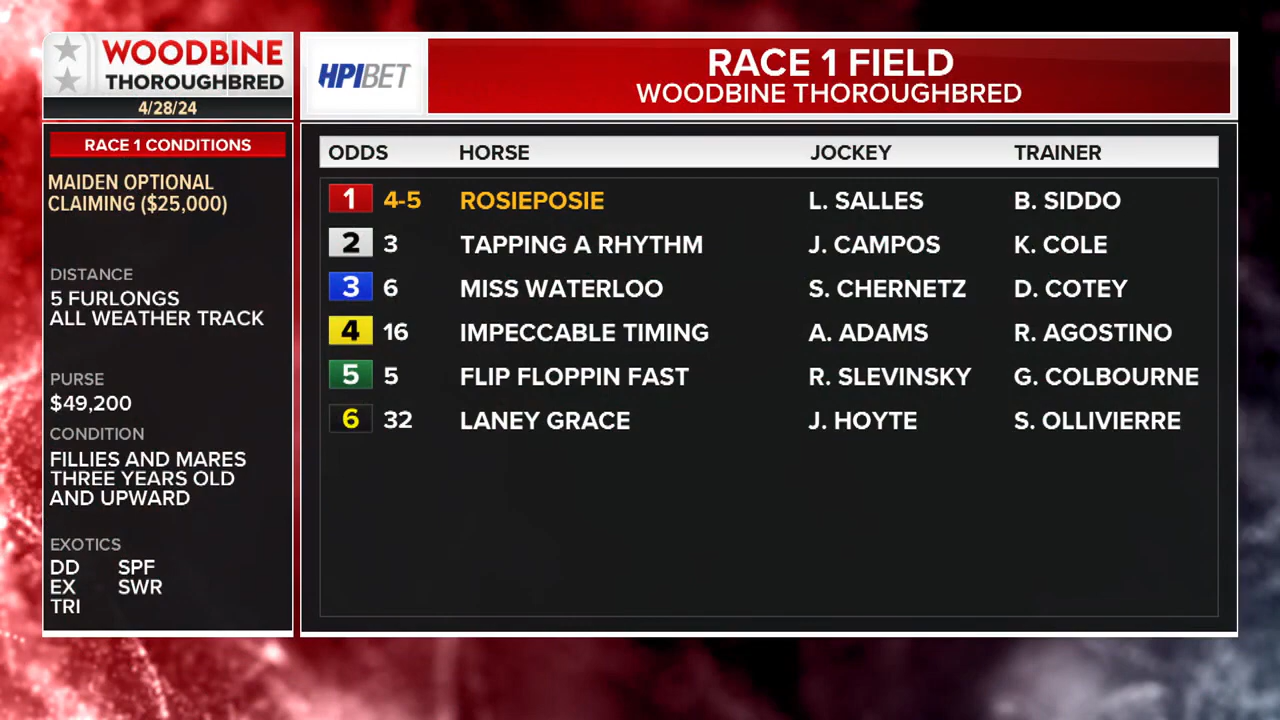 WOODBINE
THOROUGHBRED
4/28/24
RACE 1 CONDITIONS
MAIDEN OPTIONAL
CLAIMING ($25,000)
DISTANCE
5 FURLONGS
ALL WEATHER TRACK
PURSE
$49,200
CONDITION
FILLIES AND MARES
THREE YEARS OLD
AND UPWARD
EXOTICS
DD SPF
EX SWR
TRI
HPIBET
RACE 1 FIELD
WOODBINE THOROUGHBRED
ODDS HORSE JOCKEY TRAINER
1 4-5 ROSIEPOSIE L. SALLES B. SIDDO
2 3 TAPPING A RHYTHM J. CAMPOS K. COLE
3 6 MISS WATERLOO S. CHERNETZ D. COTEY
4 16 IMPECCABLE TIMING A. ADAMS R. AGOSTINO
5 5 FLIP FLOPPIN FAST R. SLEVINSKY G. COLBOURNE
6 32 LANEY GRACE J. HOYTE S. OLLIVIERRE